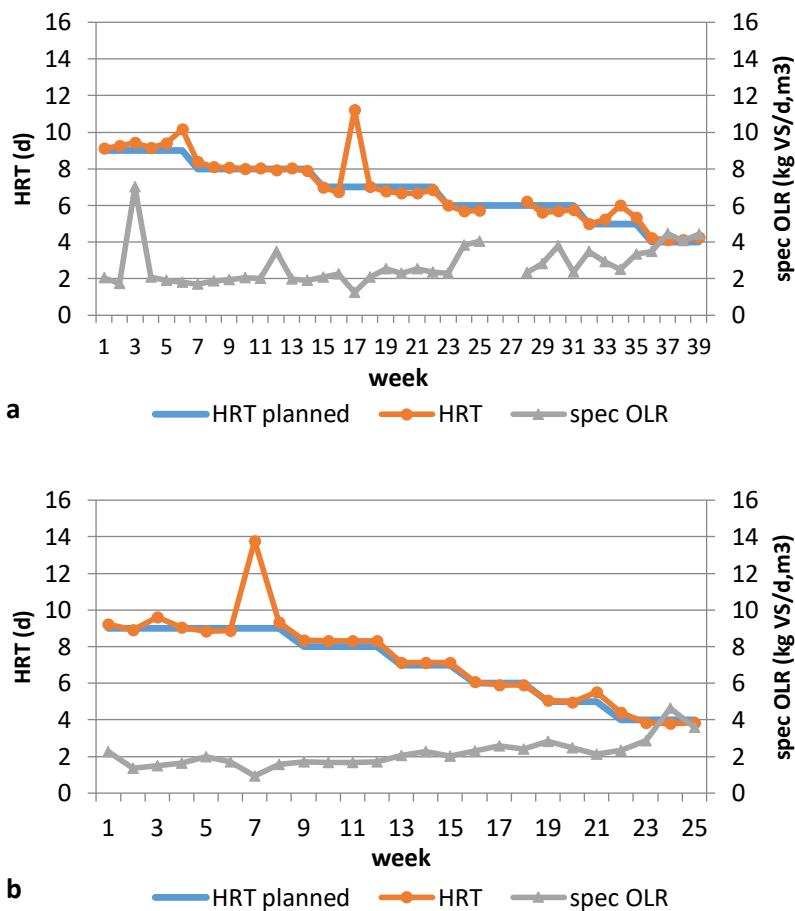 16 16
14 14
12 12
10 10
8 8
6 6
4 4
2 2
0 0
HRT (d)
spec OLR (kg VS/d,m3)
1 3 5 7 9 11 13 15 17 19 21 23 25 27 28 31 33 35 37 39
week
a
HRT planned HRT spec OLR
16 16
14 14
12 12
10 10
8 8
6 6
4 4
2 2
0 0
HRT (d)
spec OLR (kg VS/d,m3)
1 3 5 7 9 11 13 15 17 19 21 23 25
week
b
HRT planned HRT spec OLR